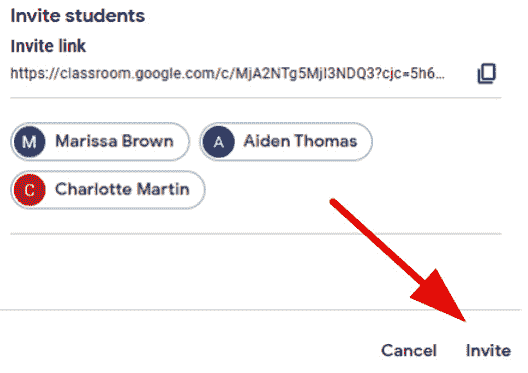 Invite students
Invite link
https://classroom.google.com/c/MjA2NTg5MjI3NDQ3?cjc=5h6...
M Marissa Brown A Aiden Thomas
C Charlotte Martin
Cancel Invite